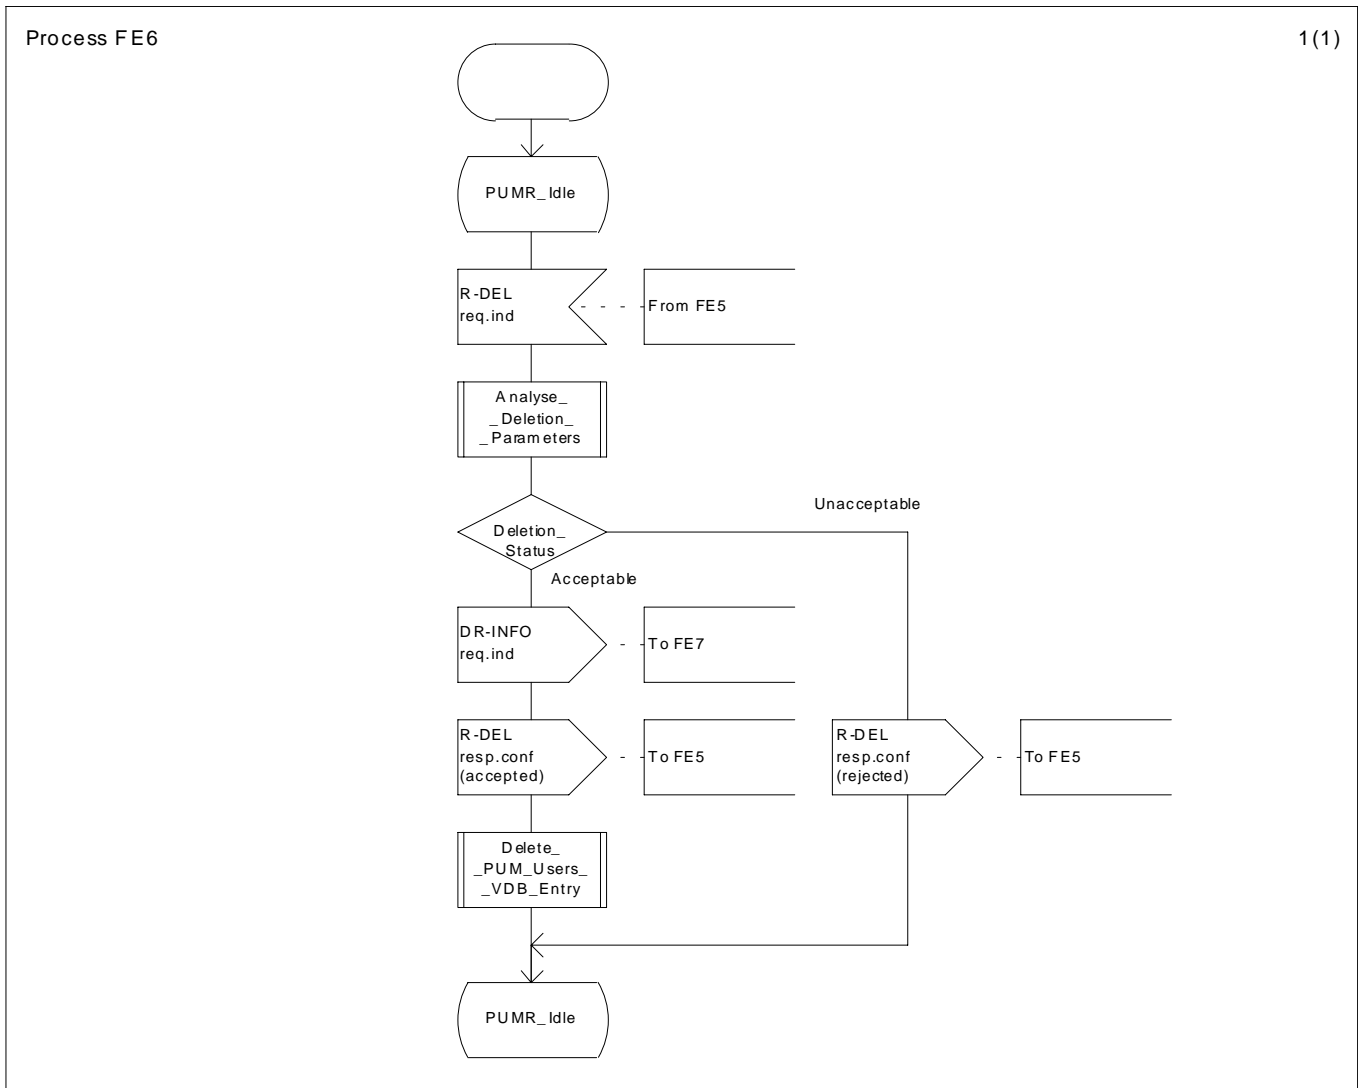 Process FE6
1(1)
PUMR_Idle
R-DEL
req.ind
From FE5
Analyse_
_Deletion_
_Parameters
Unacceptable
Deletion_
Status
Acceptable
DR-INFO
req.ind
To FE7
R-DEL
resp.conf
(accepted)
To FE5
R-DEL
resp.conf
(rejected)
To FE5
Delete_
_PUM_Users_
_VDB_Entry
PUMR_Idle